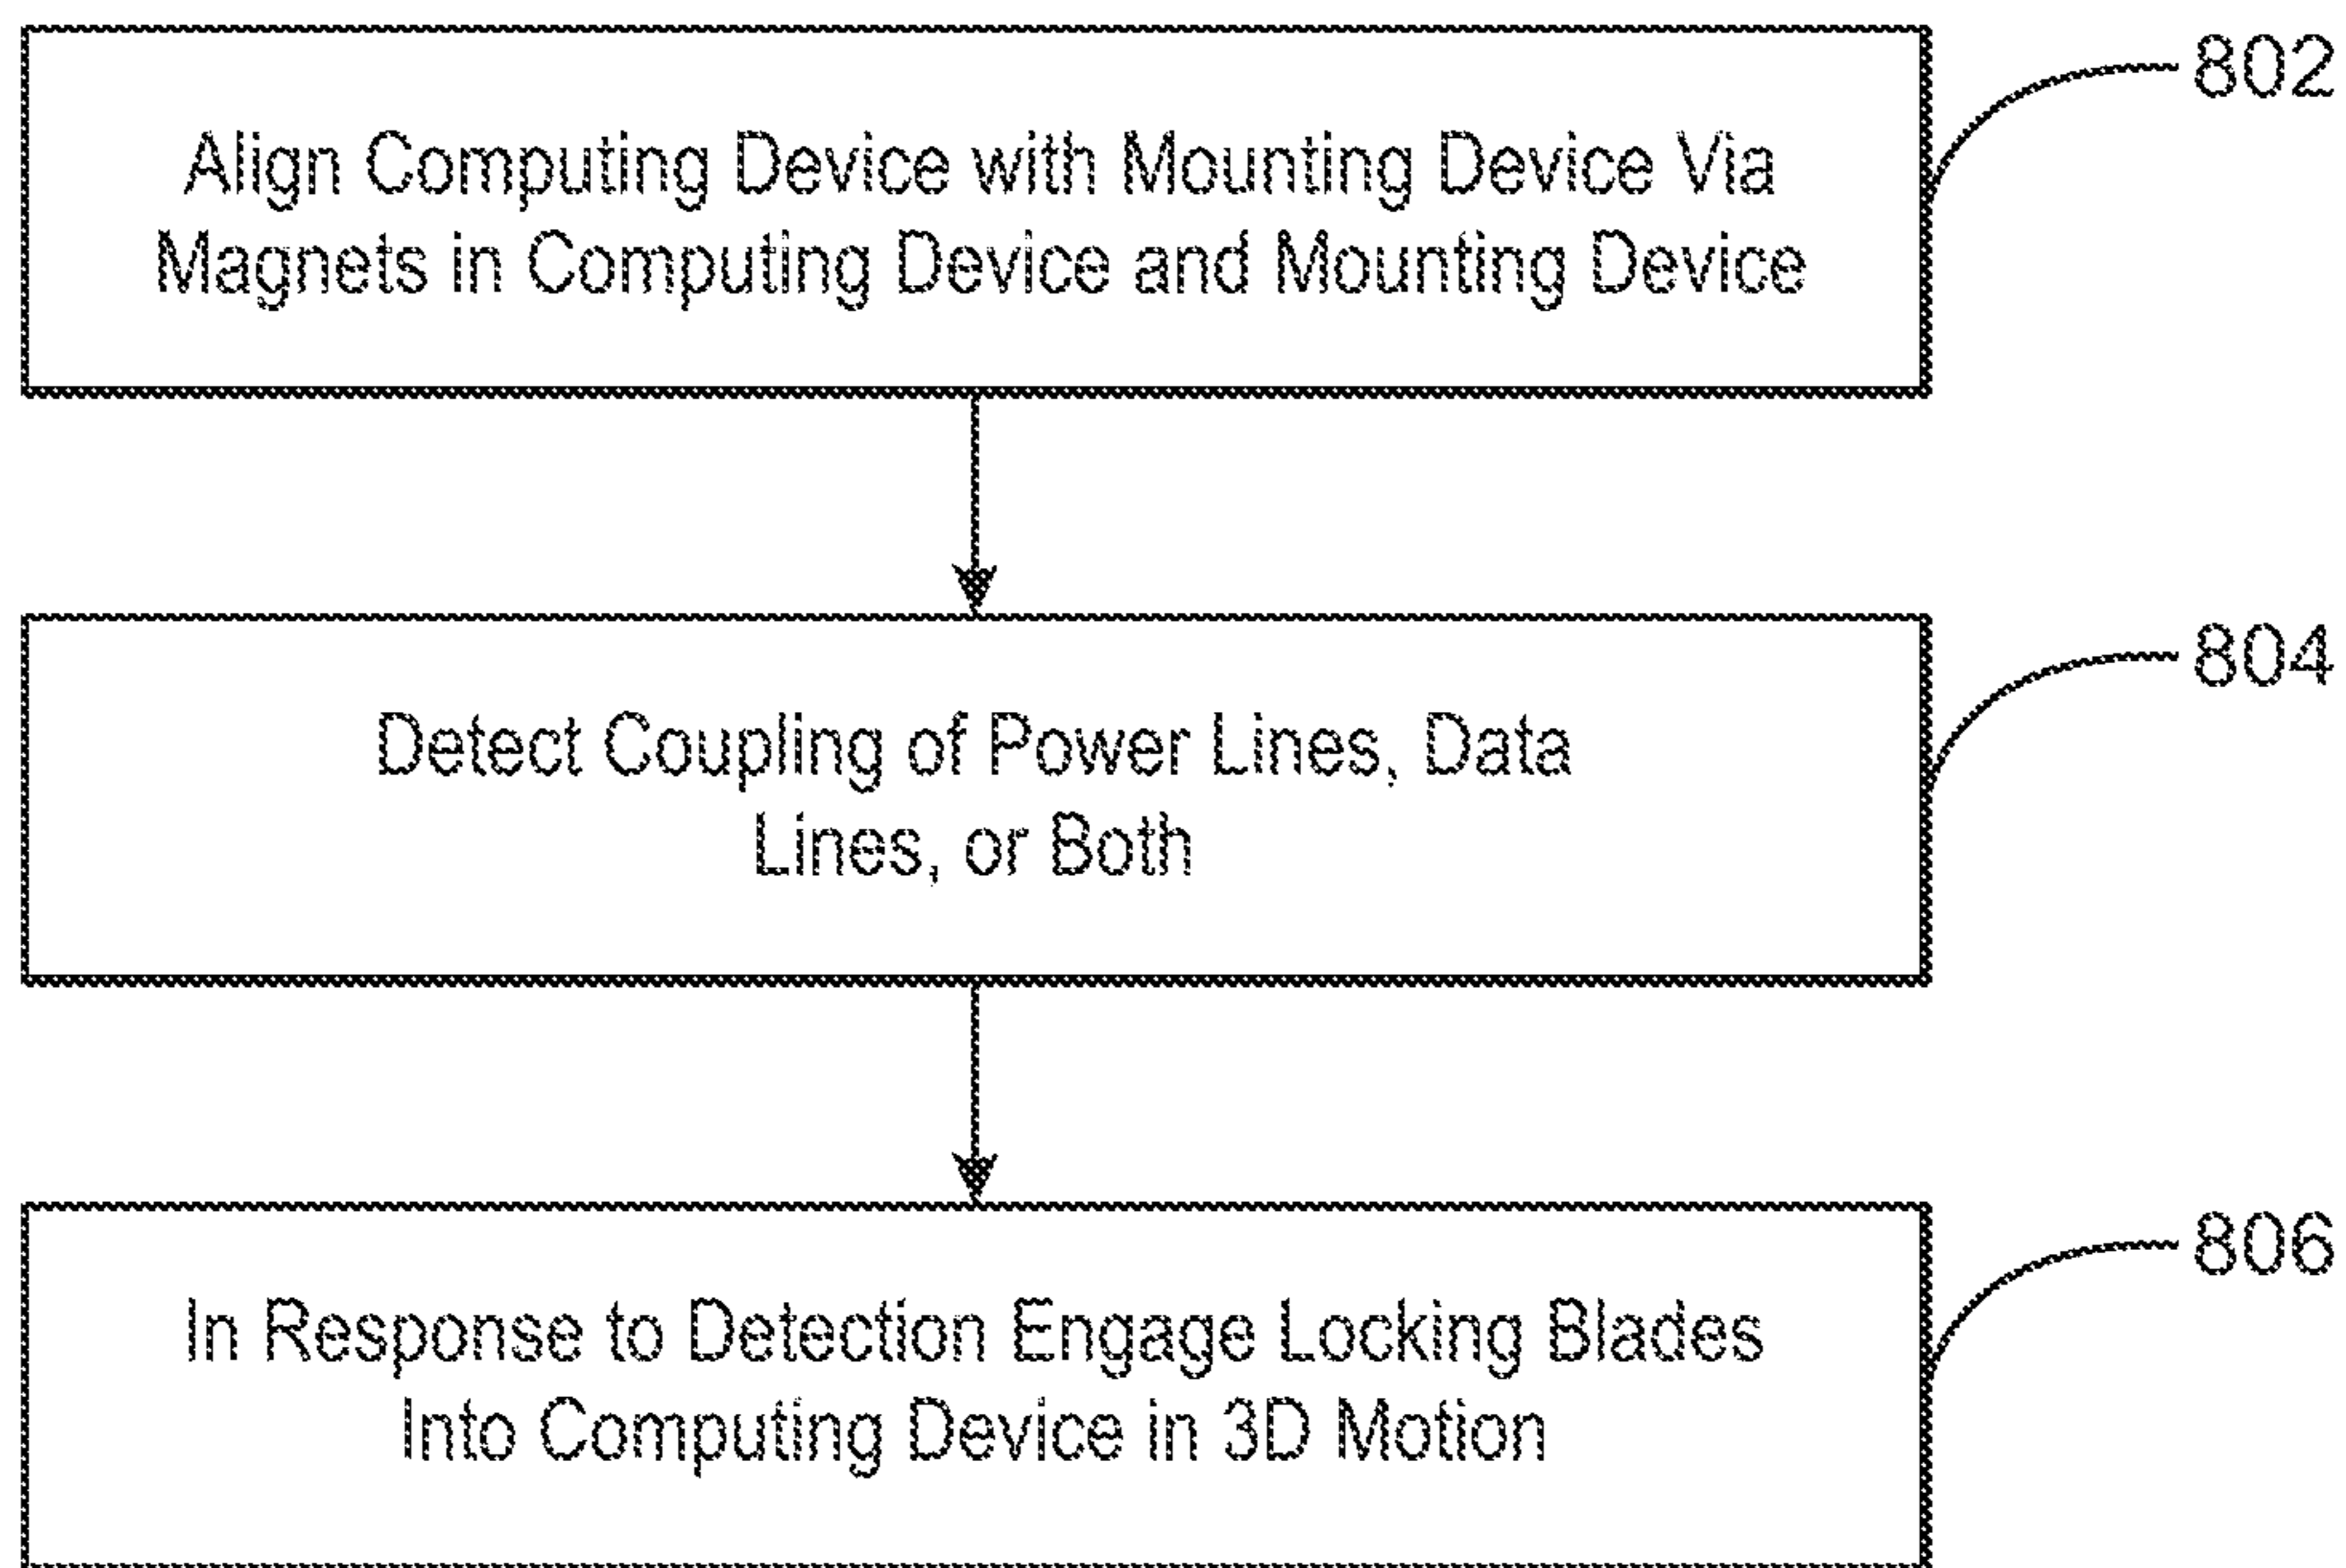 802
Align Computing Device with Mounting Device Via
Magnets in Computing Device and Mounting Device
804
Detect Coupling of Power Lines, Data
Lines, or Both
806
In Response to Detection Engage Locking Blades
Into Computing Device in 3D Motion